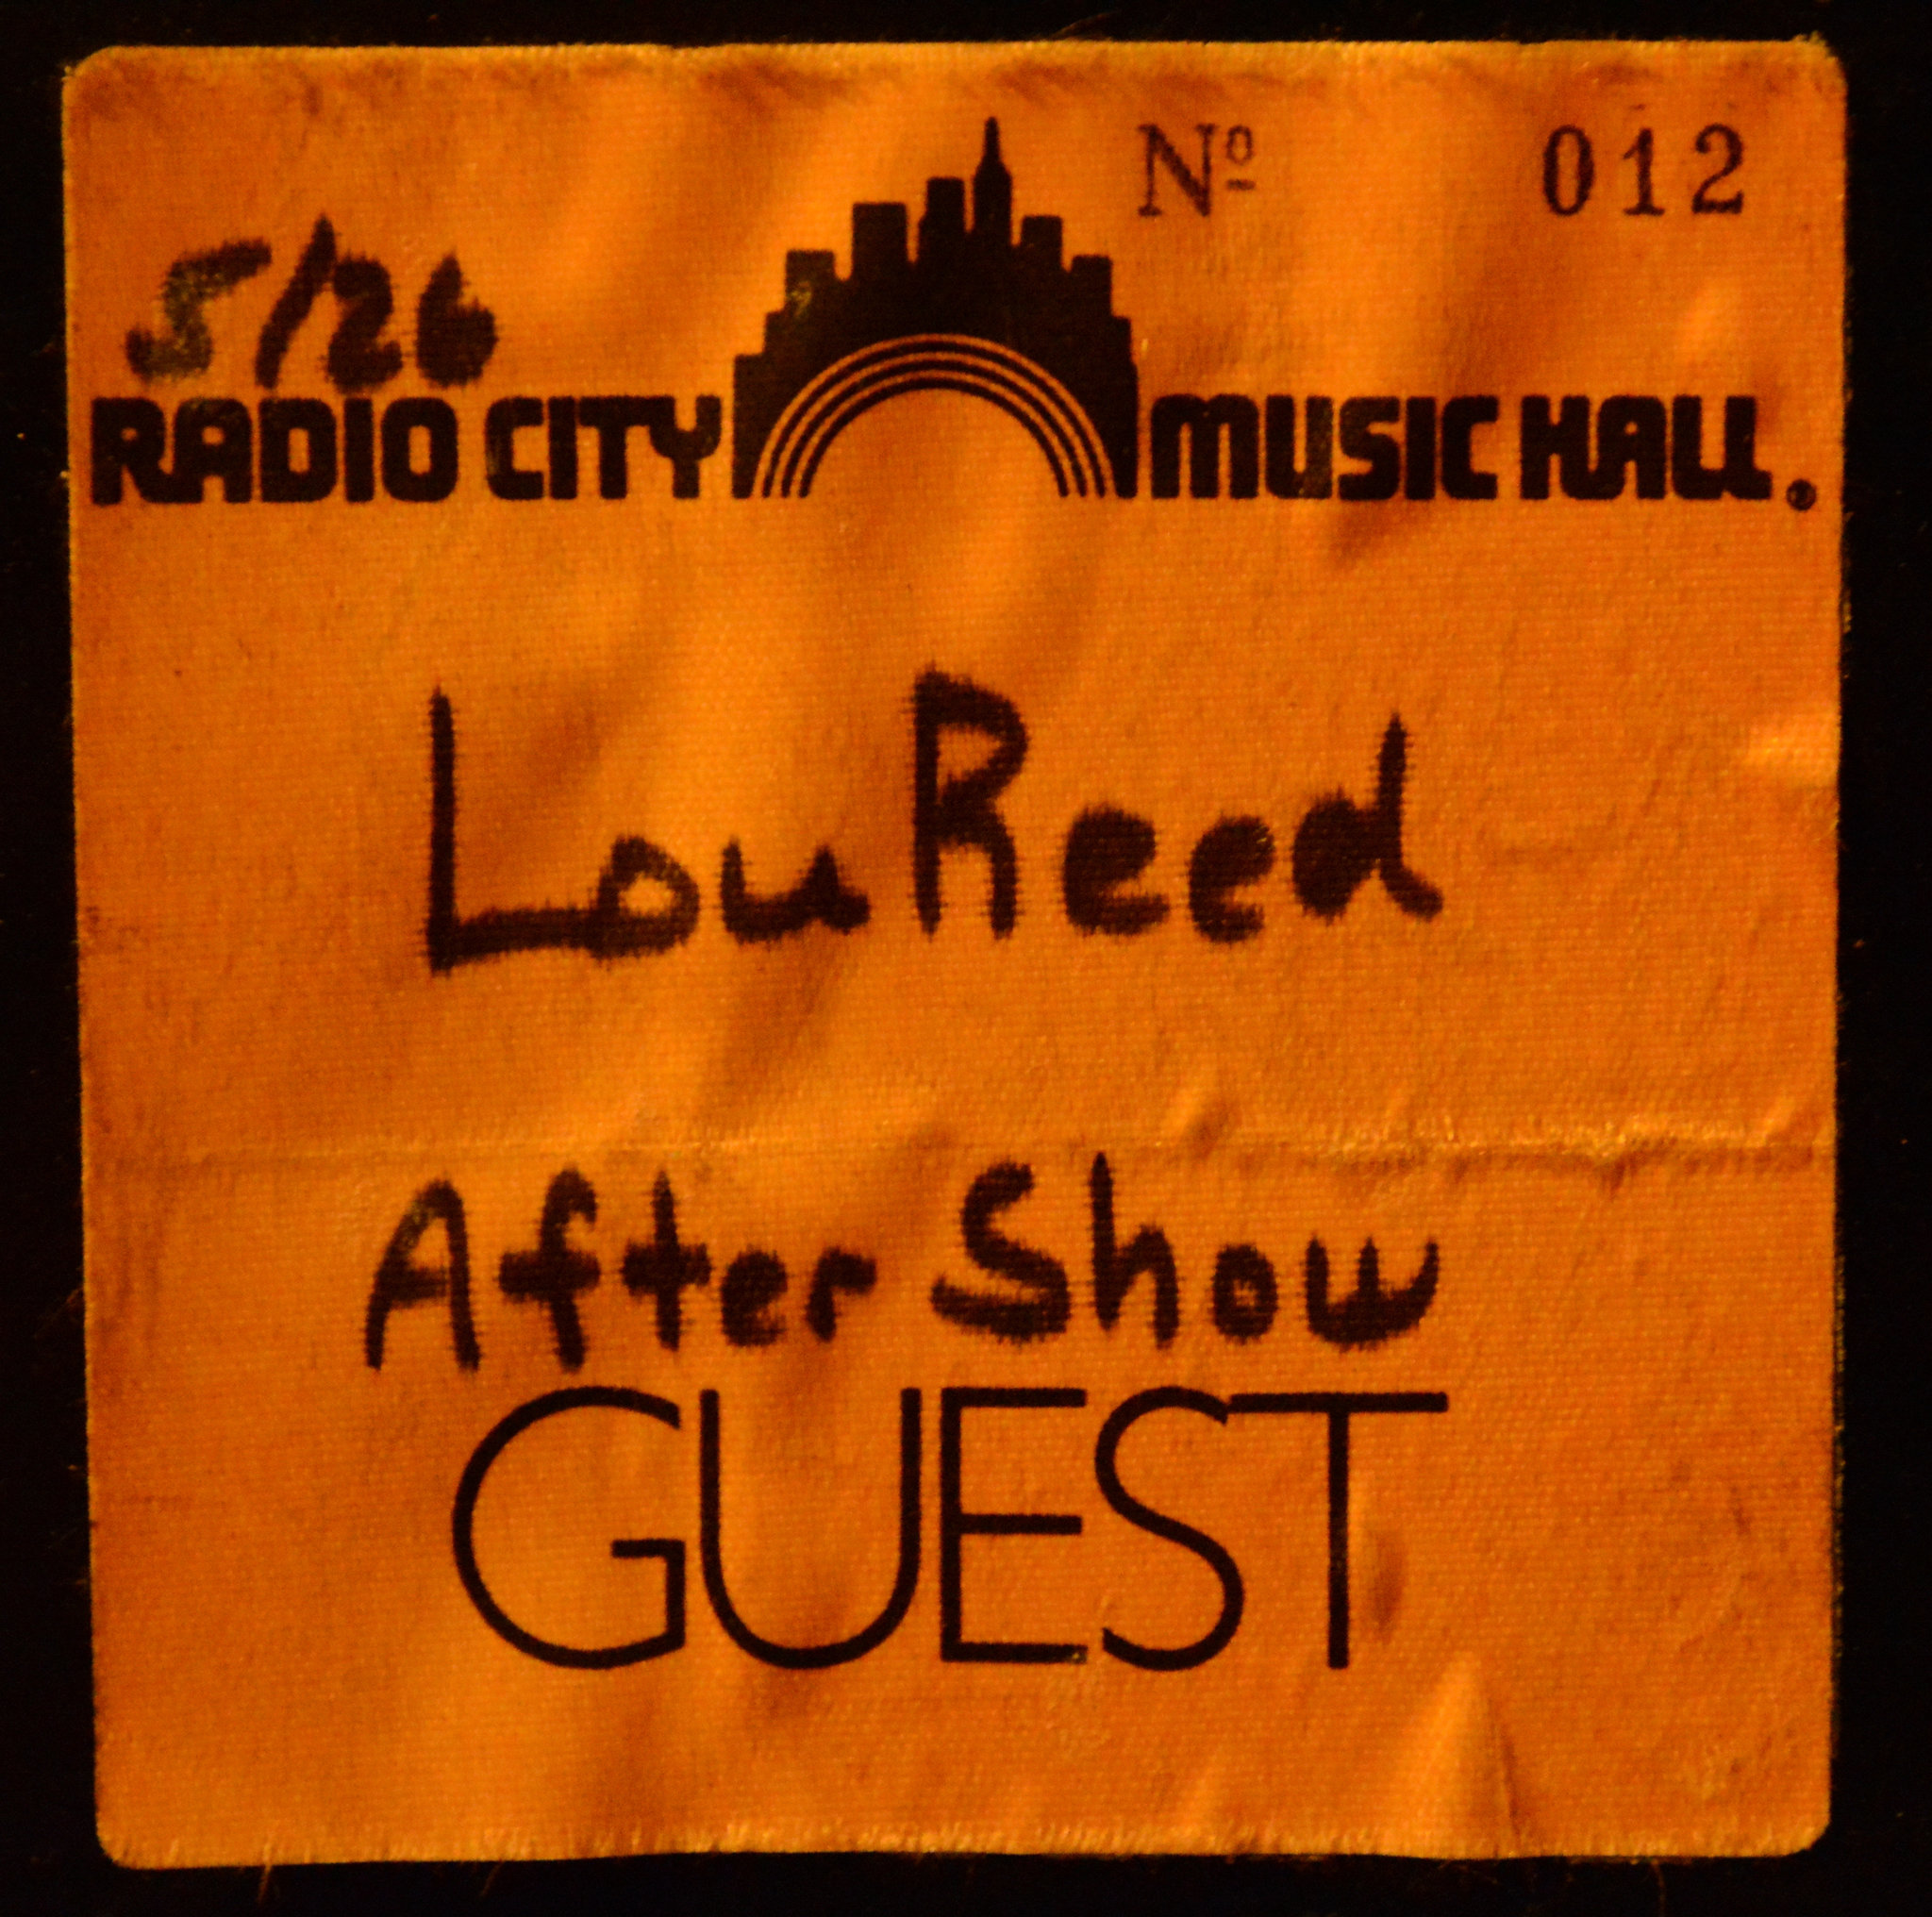 Nº 012
5/26
RADIO CITY MUSIC HALL®
Lou Reed
After Show
GUEST